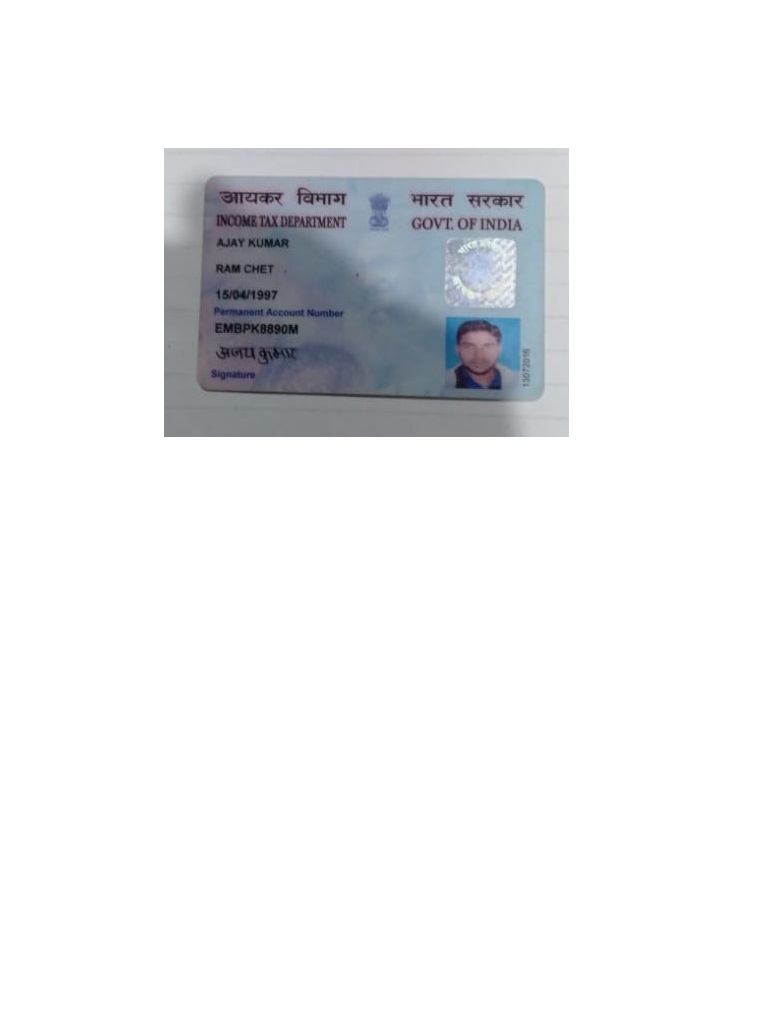 आयकर विभाग
भारत सरकार
INCOME TAX DEPARTMENT
GOVT. OF INDIA
AJAY KUMAR
RAM CHET
15/04/1997
Permanent Account Number
EMBPK8890M
अजय कुमार
Signature
13072016